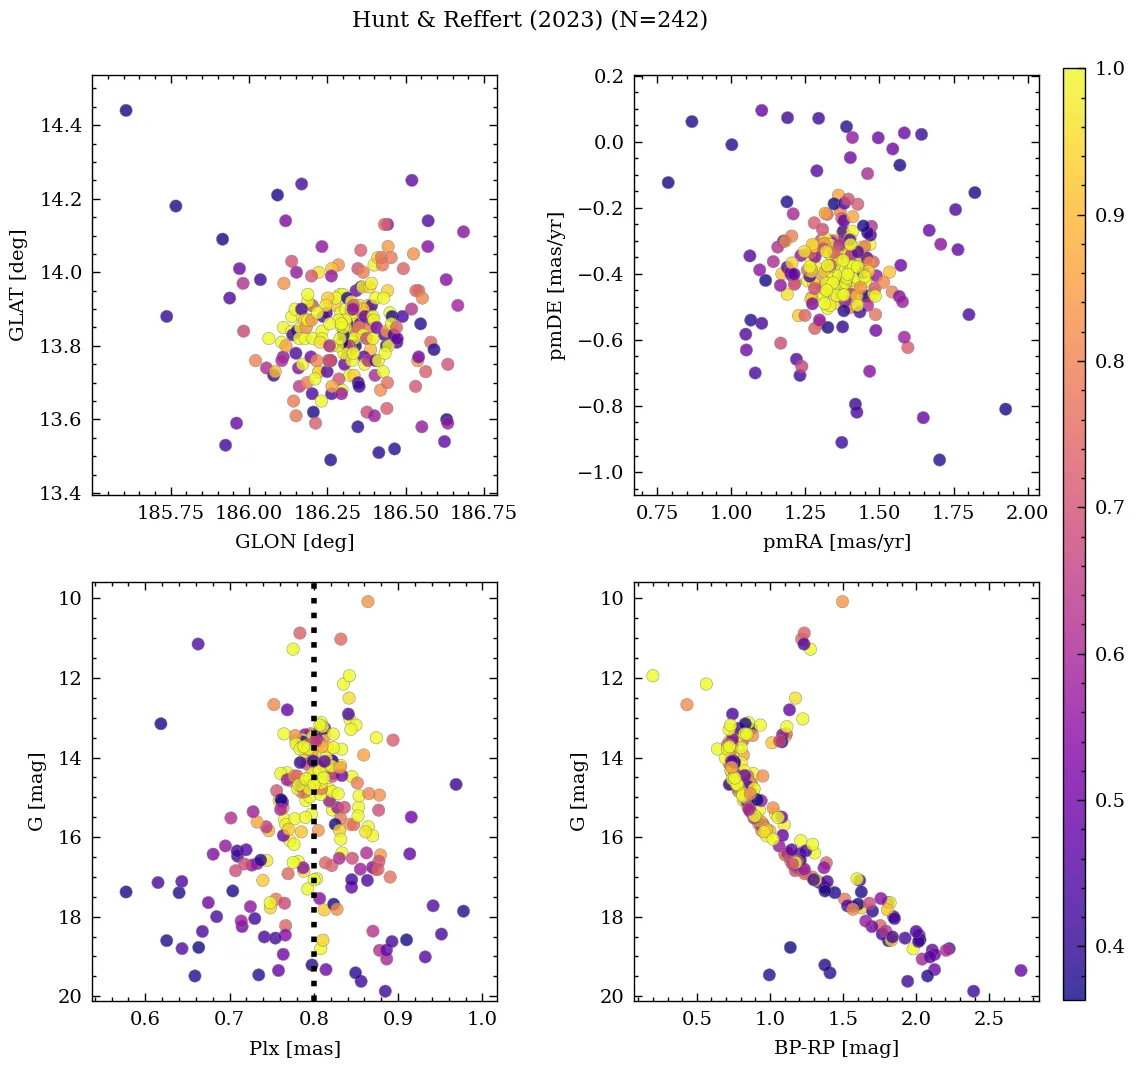 Hunt & Reffert (2023) (N=242)
14.4
14.2
14.0
13.8
13.6
13.4
GLAT [deg]
185.75 186.00 186.25 186.50 186.75
GLON [deg]
0.2
0.0
−0.2
−0.4
−0.6
−0.8
−1.0
pmDE [mas/yr]
0.75 1.00 1.25 1.50 1.75 2.00
pmRA [mas/yr]
10
12
14
16
18
20
G [mag]
0.6 0.7 0.8 0.9 1.0
Plx [mas]
10
12
14
16
18
20
G [mag]
0.5 1.0 1.5 2.0 2.5
BP-RP [mag]
1.0
0.9
0.8
0.7
0.6
0.5
0.4